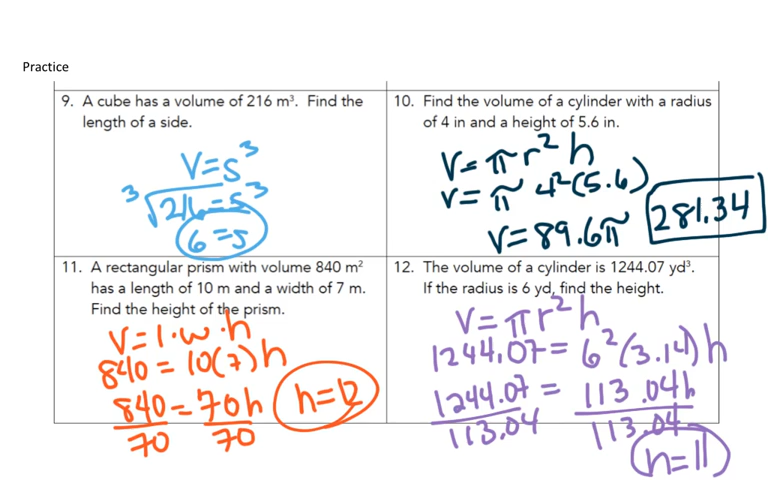 Practice
9. A cube has a volume of 216 m³. Find the
length of a side.
V=s³
³√216=s³
6=s
10. Find the volume of a cylinder with a radius
of 4 in and a height of 5.6 in.
V=πr²h
V=π 4²(5.6)
V=89.6π
281.34
11. A rectangular prism with volume 840 m²
has a length of 10 m and a width of 7 m.
Find the height of the prism.
V=l·w·h
840=10(7)h
840=70h
70 70
h=12
12. The volume of a cylinder is 1244.07 yd³.
If the radius is 6 yd, find the height.
V=πr²h
1244.07=6²(3.14)h
1244.07=113.04h
113.04 113.04
h=11